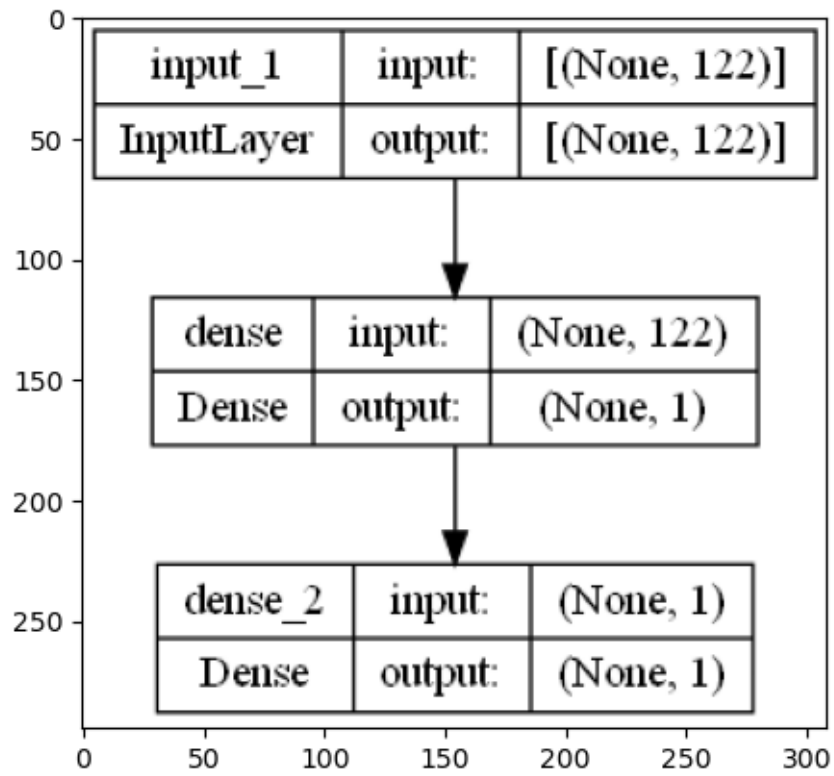 0
50
100
150
200
250
input_1 input: [(None, 122)]
InputLayer output: [(None, 122)]
dense input: (None, 122)
Dense output: (None, 1)
dense_2 input: (None, 1)
Dense output: (None, 1)
0 50 100 150 200 250 300